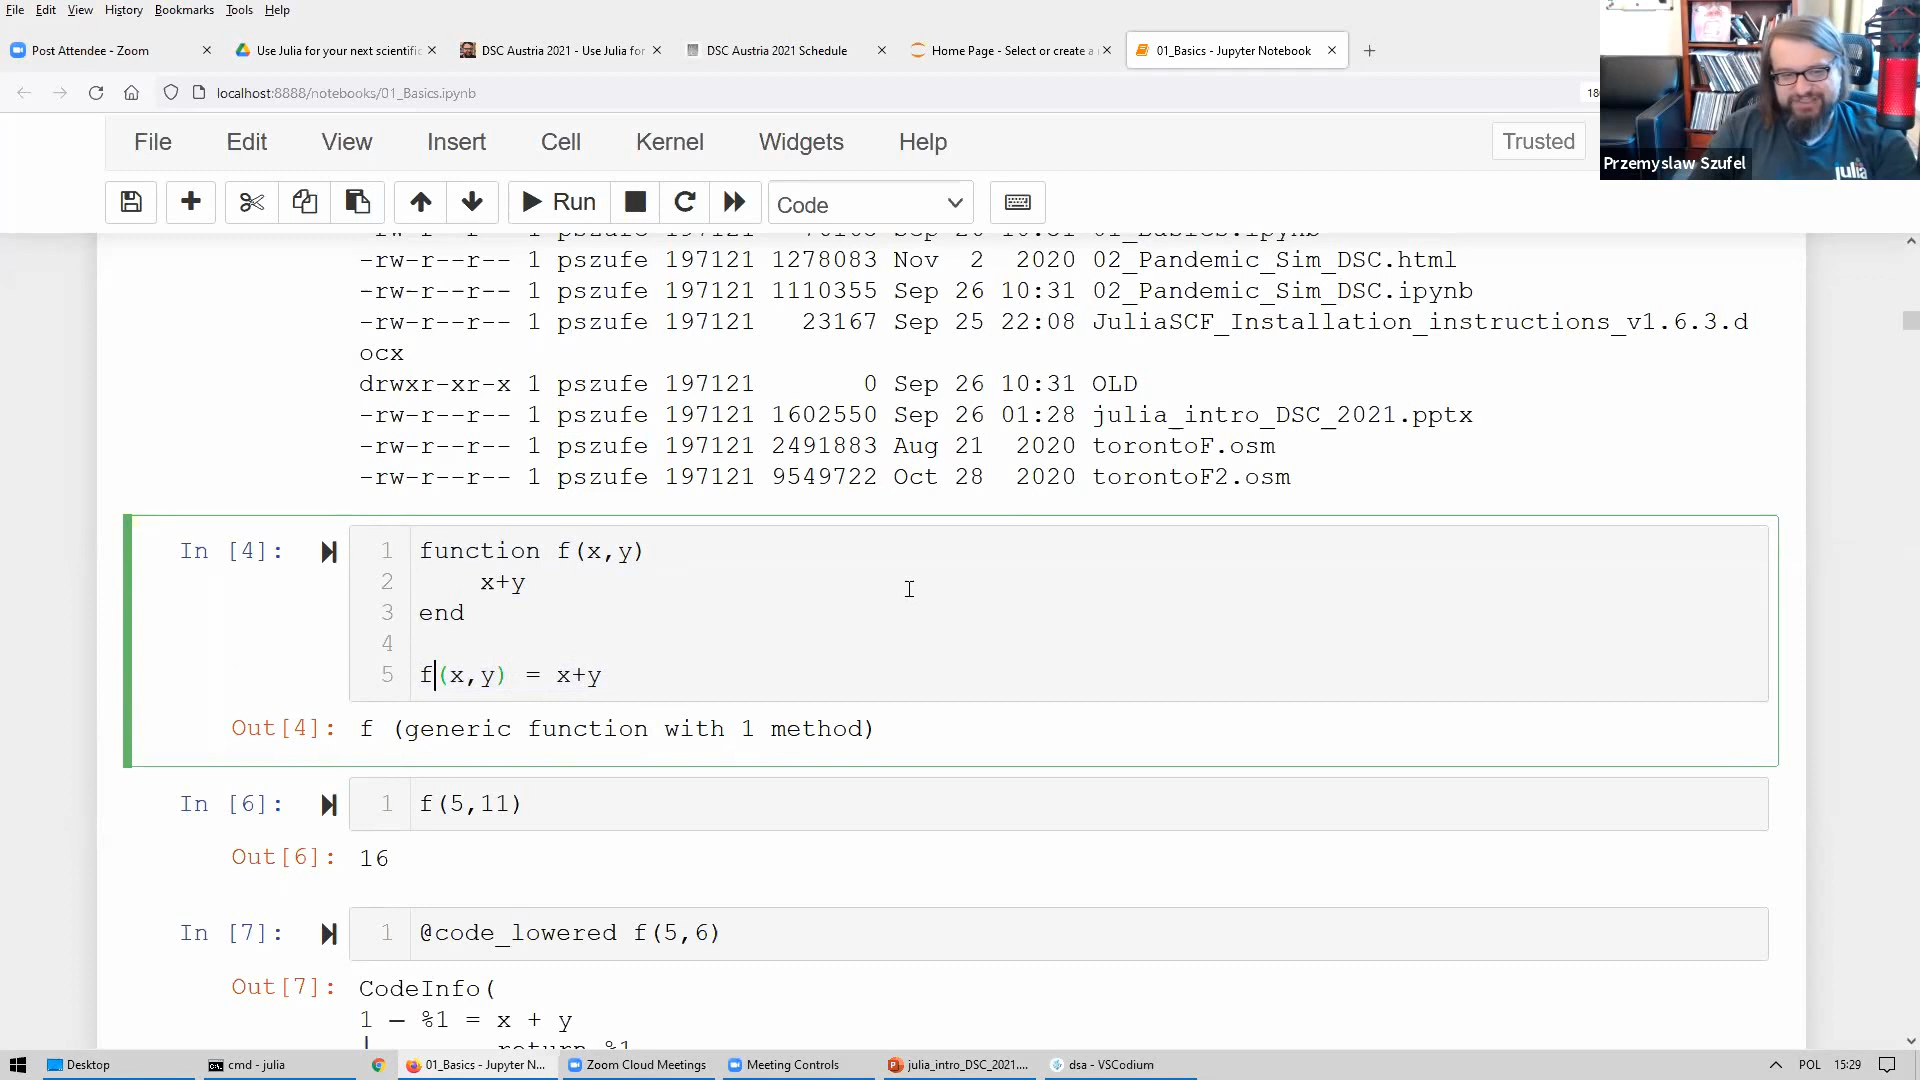 File Edit View History Bookmarks Tools Help
Post Attendee - Zoom
Use Julia for your next scientific
DSC Austria 2021 - Use Julia for
DSC Austria 2021 Schedule
Home Page - Select or create a
01_Basics - Jupyter Notebook
localhost:8888/notebooks/01_Basics.ipynb
File Edit View Insert Cell Kernel Widgets Help
Trusted
Przemyslaw Szufel
julia
Run
Code
-rw-r--r-- 1 pszufe 197121 1278083 Nov 2 2020 02_Pandemic_Sim_DSC.html
-rw-r--r-- 1 pszufe 197121 1110355 Sep 26 10:31 02_Pandemic_Sim_DSC.ipynb
-rw-r--r-- 1 pszufe 197121 23167 Sep 25 22:08 JuliaSCF_Installation_instructions_v1.6.3.d
ocx
drwxr-xr-x 1 pszufe 197121 0 Sep 26 10:31 OLD
-rw-r--r-- 1 pszufe 197121 1602550 Sep 26 01:28 julia_intro_DSC_2021.pptx
-rw-r--r-- 1 pszufe 197121 2491883 Aug 21 2020 torontoF.osm
-rw-r--r-- 1 pszufe 197121 9549722 Oct 28 2020 torontoF2.osm
In [4]:
1 function f(x,y)
2 x+y
3 end
4
5 f(x,y) = x+y
Out[4]: f (generic function with 1 method)
In [6]: 1 f(5,11)
Out[6]: 16
In [7]: 1 @code_lowered f(5,6)
Out[7]: CodeInfo(
1 — %1 = x + y
return %1
Desktop
cmd - julia
01_Basics - Jupyter N...
Zoom Cloud Meetings
Meeting Controls
julia_intro_DSC_2021....
dsa - VSCodium
POL
15:29